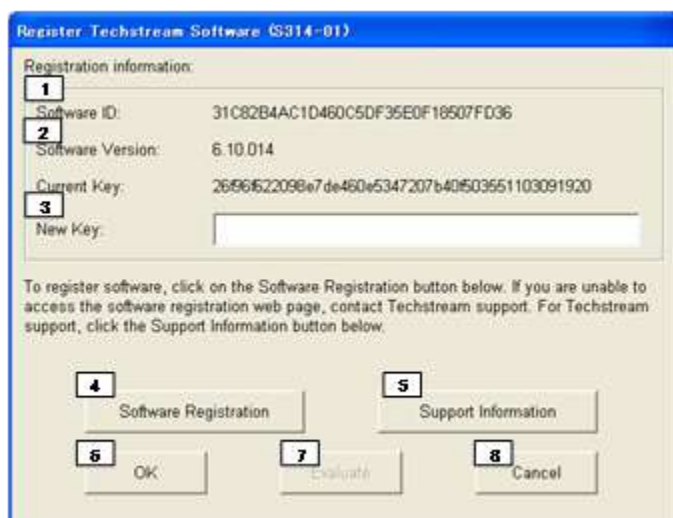 Register Techstream Software (S314-01)
Registration information:
1
Software ID: 31C82B4AC1D460C5DF35E0F18507FD36
2
Software Version: 6.10.014
Current Key: 26f96f622098e7de460e5347207b40f503551103091920
3
New Key:
To register software, click on the Software Registration button below. If you are unable to
access the software registration web page, contact Techstream support. For Techstream
support, click the Support Information button below.
4
Software Registration
5
Support Information
6
OK
7
Evaluate
8
Cancel